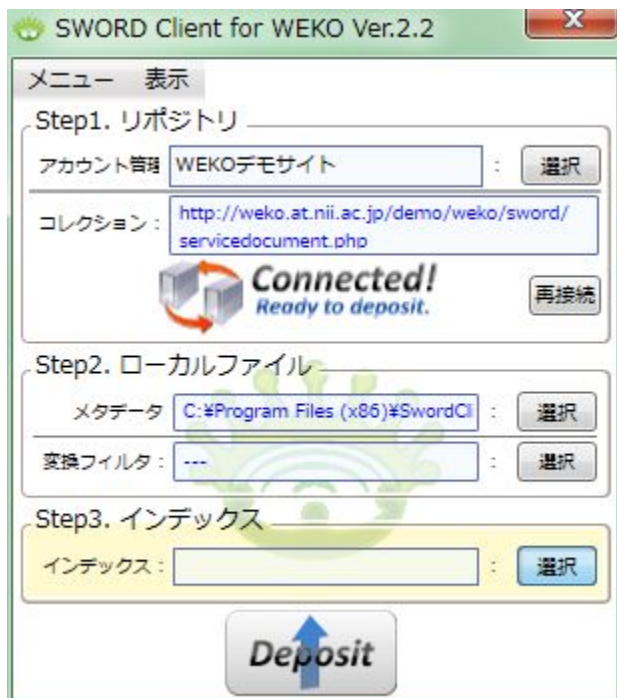 SWORD Client for WEKO Ver.2.2
メニュー 表示
Step1. リポジトリ
アカウント管理 WEKOデモサイト : 選択
コレクション : http://weko.at.nii.ac.jp/demo/weko/sword/
servicedocument.php
Connected!
Ready to deposit.
再接続
Step2. ローカルファイル
メタデータ C:¥Program Files (x86)¥SwordCli : 選択
変換フィルタ : --- : 選択
Step3. インデックス
インデックス : : 選択
Deposit